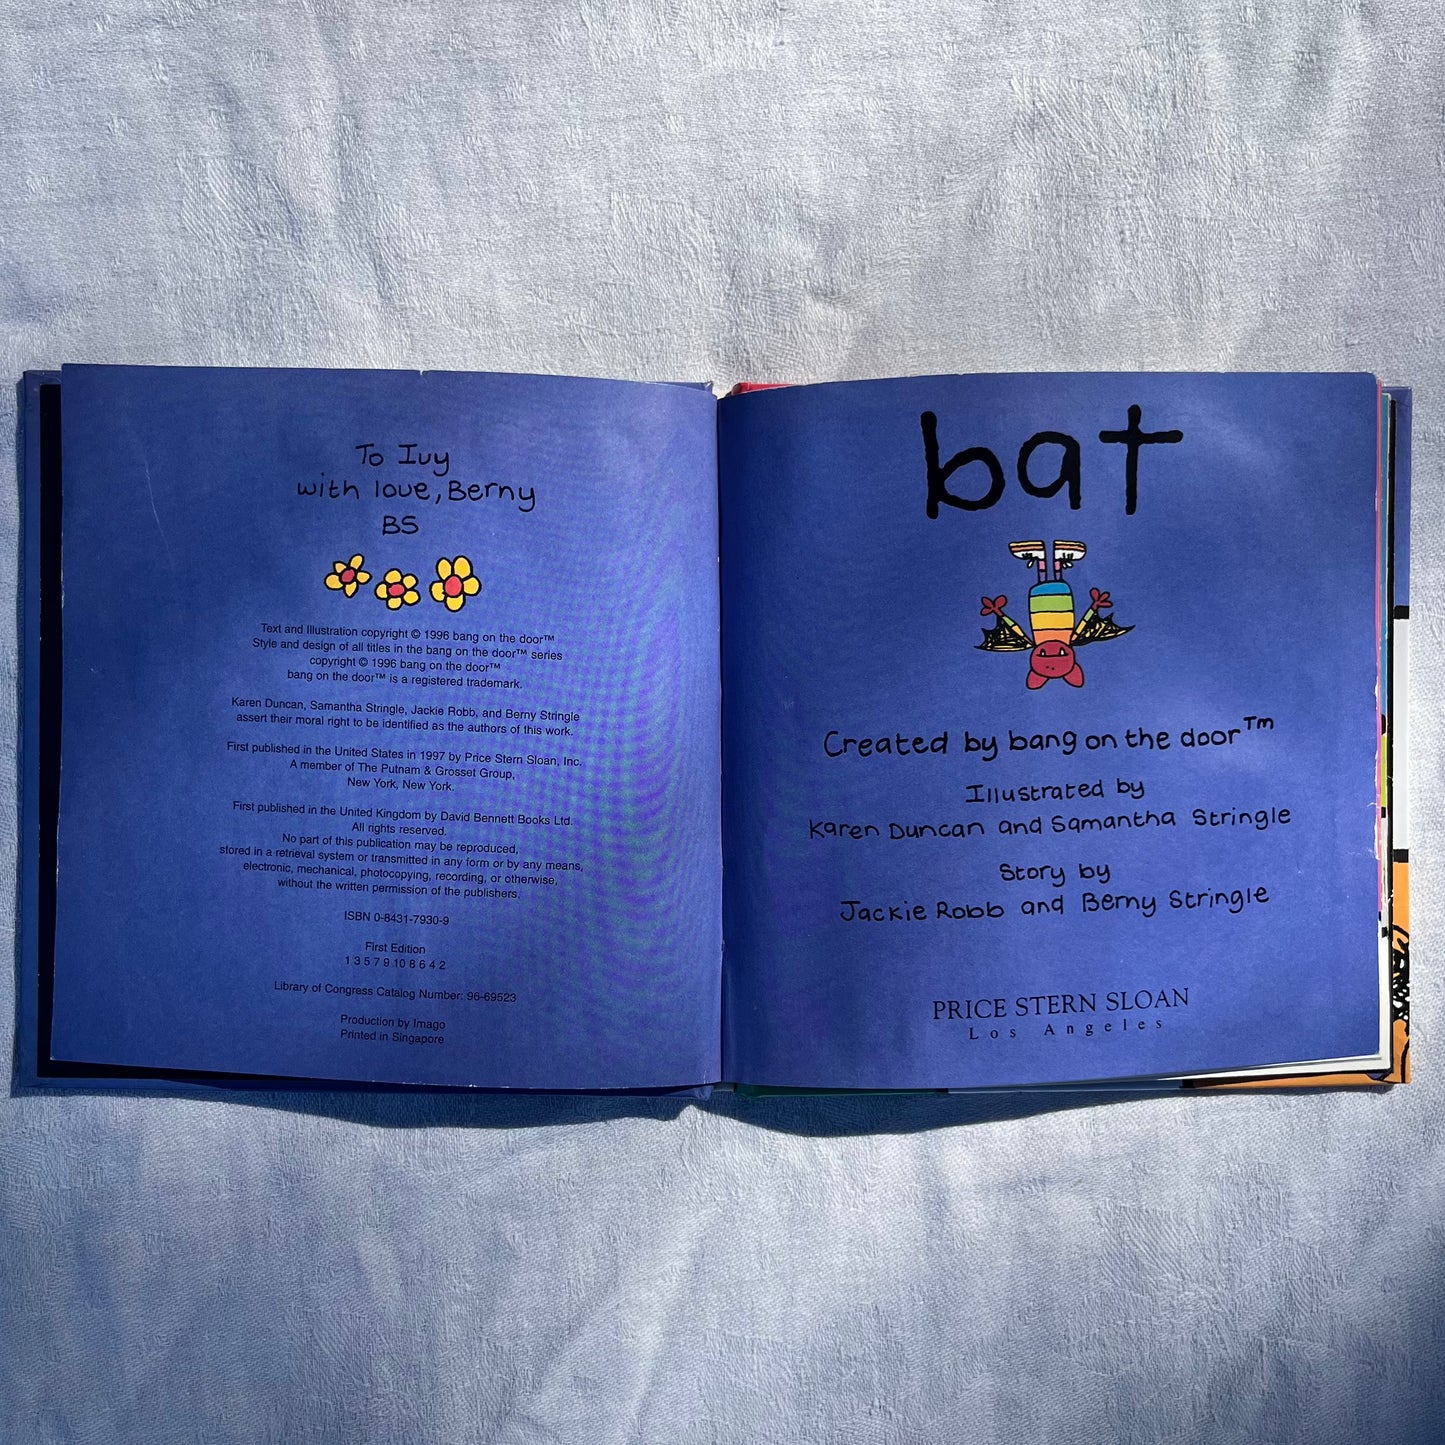 To Ivy
with love, Berny
BS
Text and Illustration copyright © 1996 bang on the door™
Style and design of all titles in the bang on the door™ series
copyright © 1996 bang on the door™
bang on the door™ is a registered trademark.
Karen Duncan, Samantha Stringle, Jackie Robb, and Berny Stringle
assert their moral right to be identified as the authors of this work.
First published in the United States in 1997 by Price Stern Sloan, Inc.
A member of The Putnam & Grosset Group,
New York, New York.
First published in the United Kingdom by David Bennett Books Ltd.
All rights reserved.
No part of this publication may be reproduced,
stored in a retrieval system or transmitted in any form or by any means,
electronic, mechanical, photocopying, recording, or otherwise,
without the written permission of the publishers.
ISBN 0-8431-7930-9
First Edition
1 3 5 7 9 10 8 6 4 2
Library of Congress Catalog Number: 96-69523
Production by Imago
Printed in Singapore
bat
Created by bang on the door™
Illustrated by
Karen Duncan and Samantha Stringle
Story by
Jackie Robb and Berny Stringle
PRICE STERN SLOAN
Los Angeles